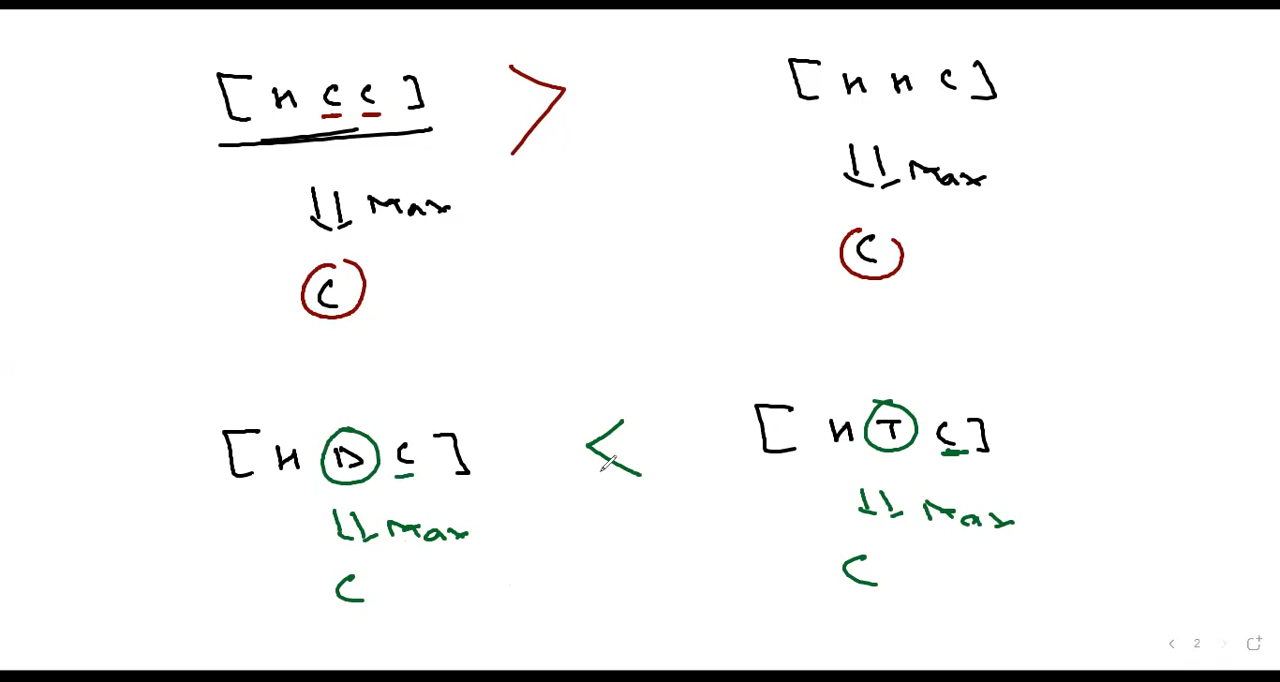 [ H C C ] > [ H H C ]
⇓ Max ⇓ Max
C C
[ H D C ] < [ H T C ]
⇓ Max ⇓ Max
C C
2